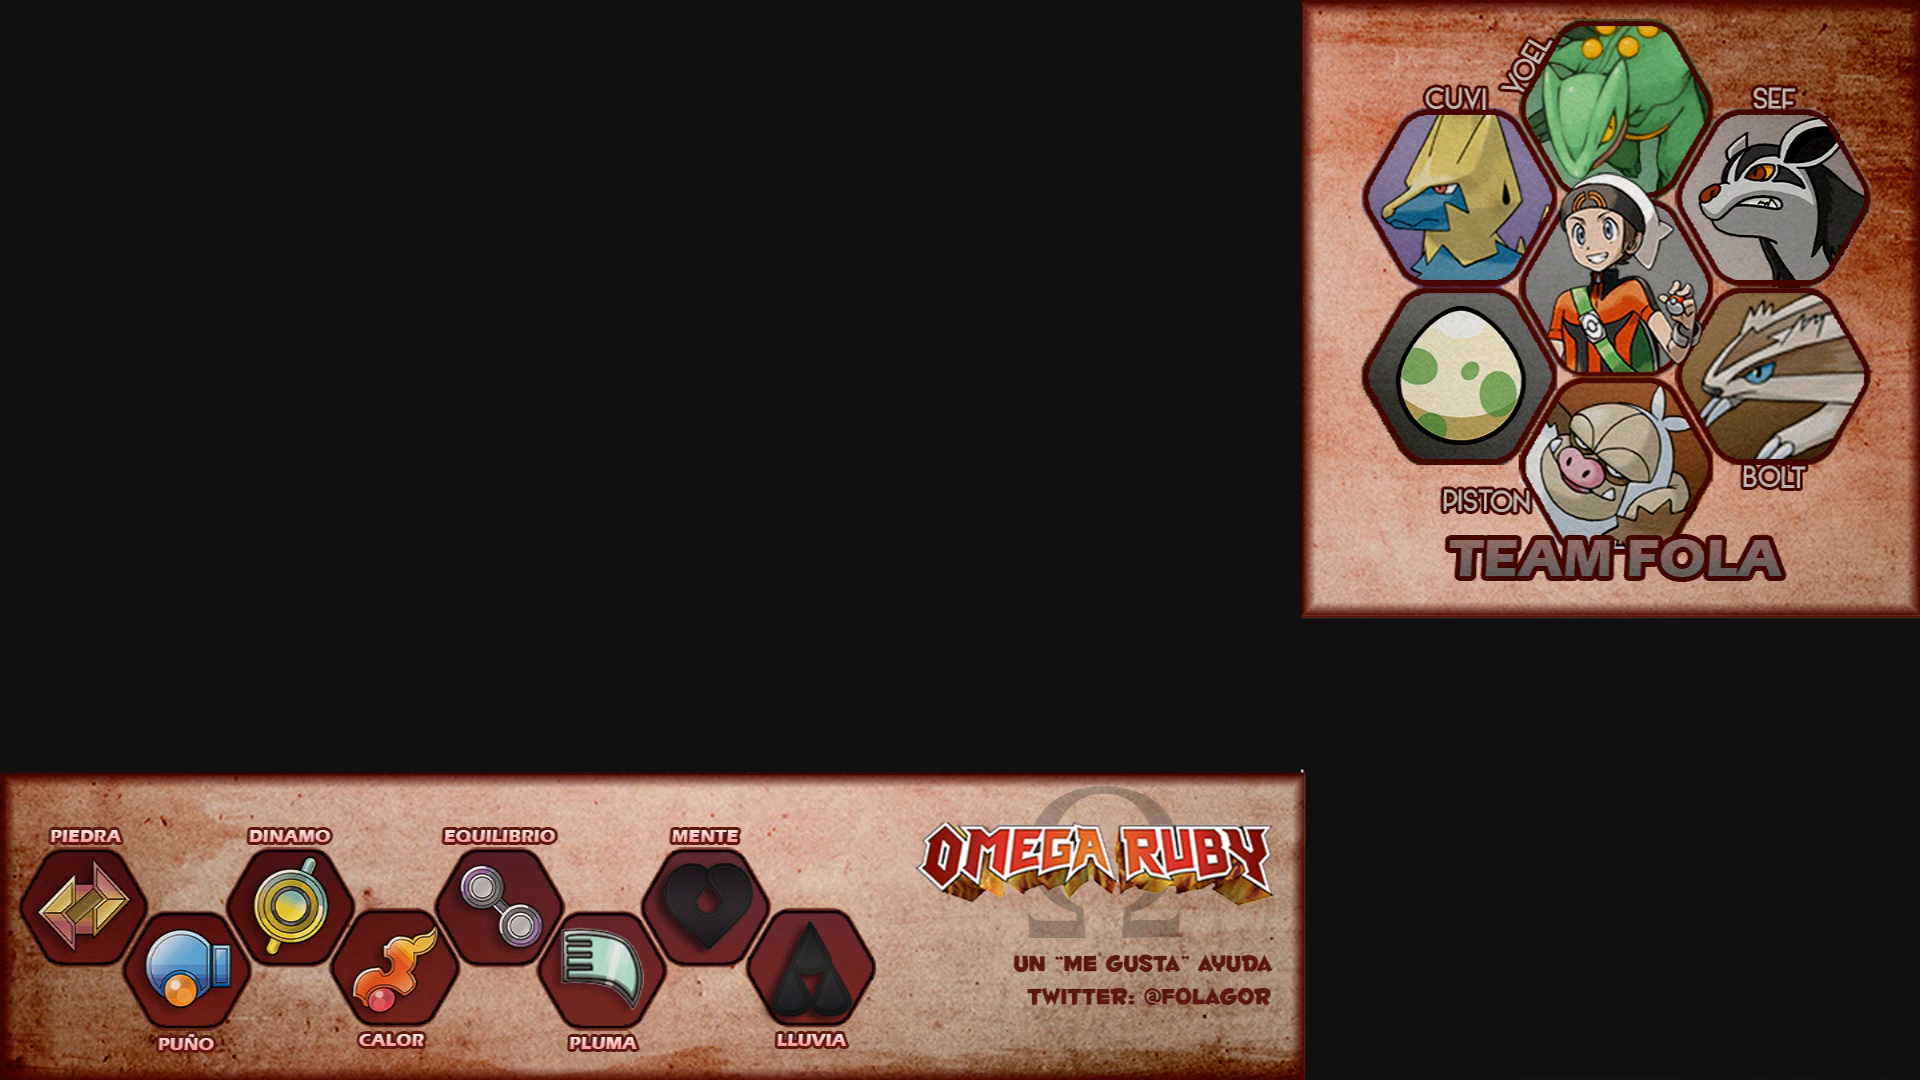 YOEL
CUVI
SEF
BOLT
PISTON
TEAM FOLA
PIEDRA
DINAMO
EQUILIBRIO
MENTE
OMEGA RUBY
Ω
UN "ME GUSTA" AYUDA
TWITTER: @FOLAGOR
PUÑO
CALOR
PLUMA
LLUVIA